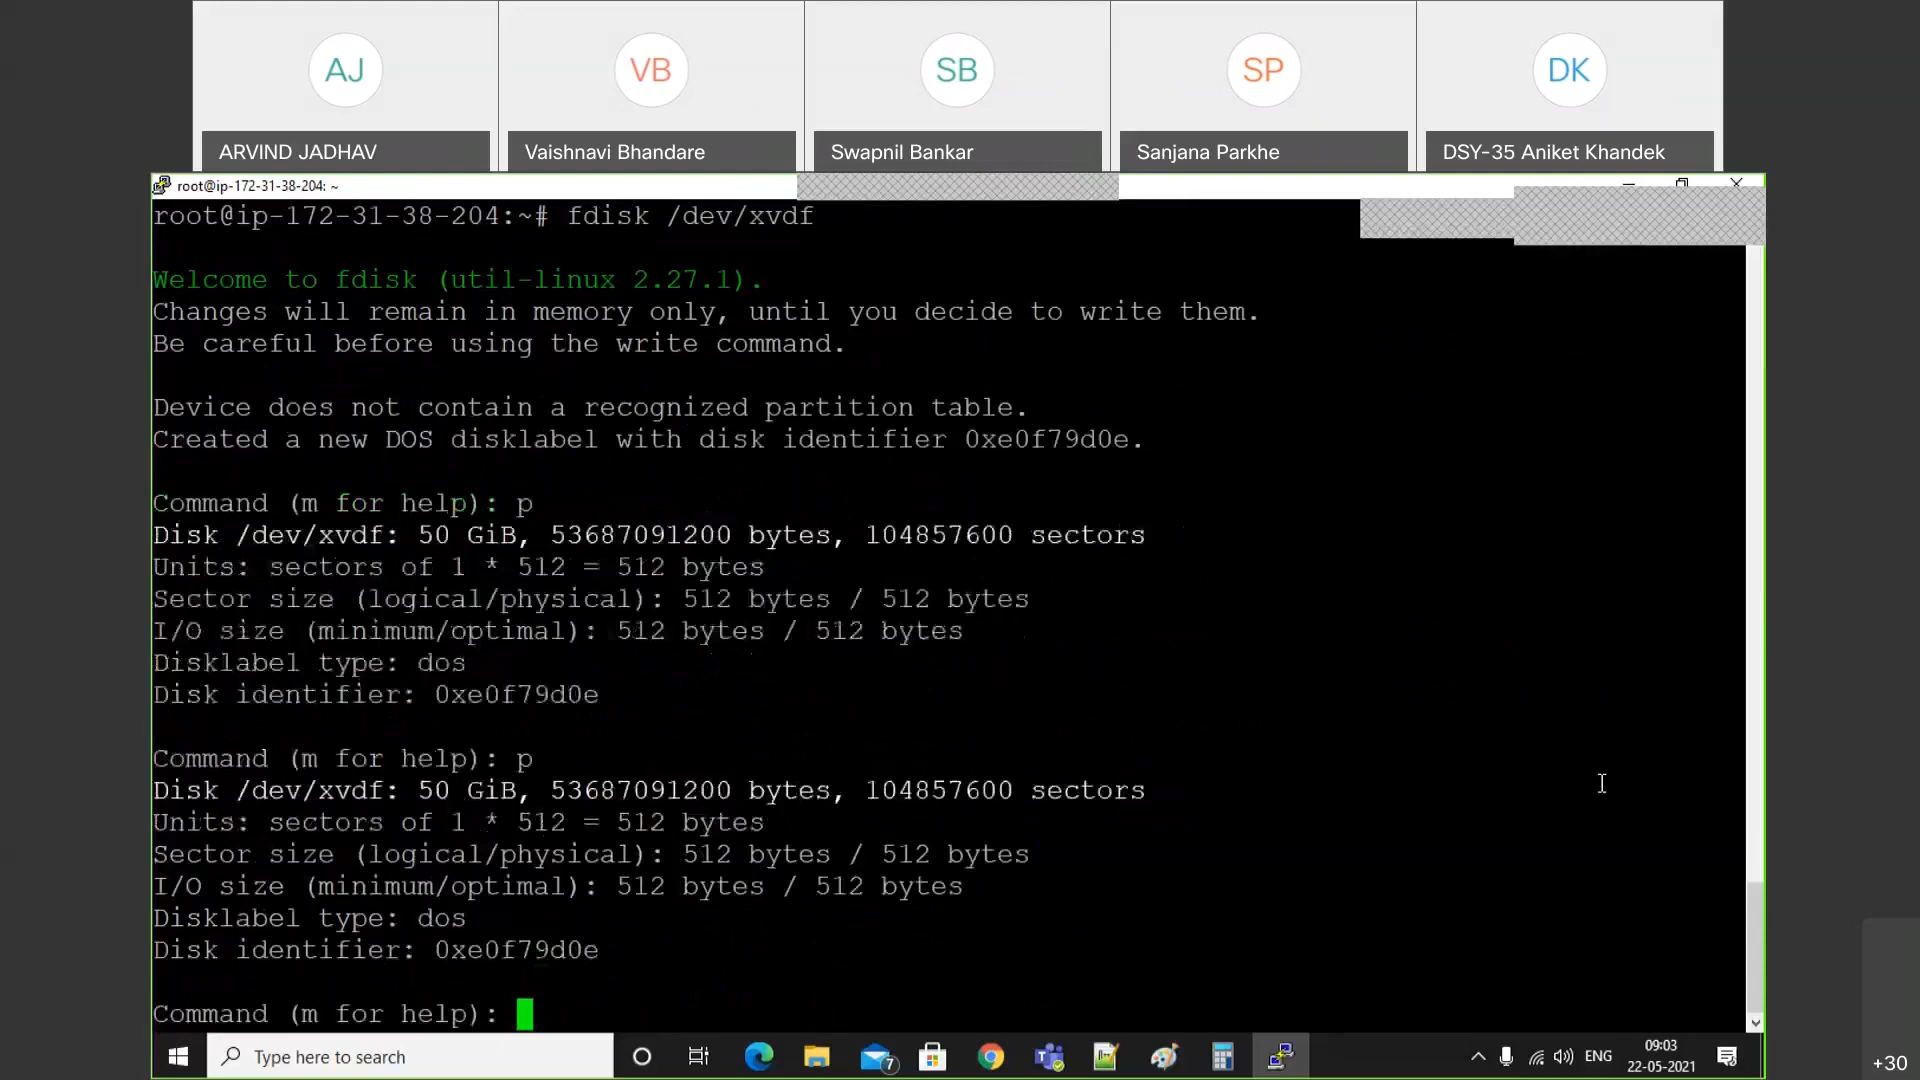 AJ
VB
SB
SP
DK
ARVIND JADHAV
Vaishnavi Bhandare
Swapnil Bankar
Sanjana Parkhe
DSY-35 Aniket Khandek
root@ip-172-31-38-204: ~
root@ip-172-31-38-204:~# fdisk /dev/xvdf
Welcome to fdisk (util-linux 2.27.1).
Changes will remain in memory only, until you decide to write them.
Be careful before using the write command.
Device does not contain a recognized partition table.
Created a new DOS disklabel with disk identifier 0xe0f79d0e.
Command (m for help): p
Disk /dev/xvdf: 50 GiB, 53687091200 bytes, 104857600 sectors
Units: sectors of 1 * 512 = 512 bytes
Sector size (logical/physical): 512 bytes / 512 bytes
I/O size (minimum/optimal): 512 bytes / 512 bytes
Disklabel type: dos
Disk identifier: 0xe0f79d0e
Command (m for help): p
Disk /dev/xvdf: 50 GiB, 53687091200 bytes, 104857600 sectors
Units: sectors of 1 * 512 = 512 bytes
Sector size (logical/physical): 512 bytes / 512 bytes
I/O size (minimum/optimal): 512 bytes / 512 bytes
Disklabel type: dos
Disk identifier: 0xe0f79d0e
Command (m for help):
Type here to search
7
ENG
09:03
22-05-2021
+30